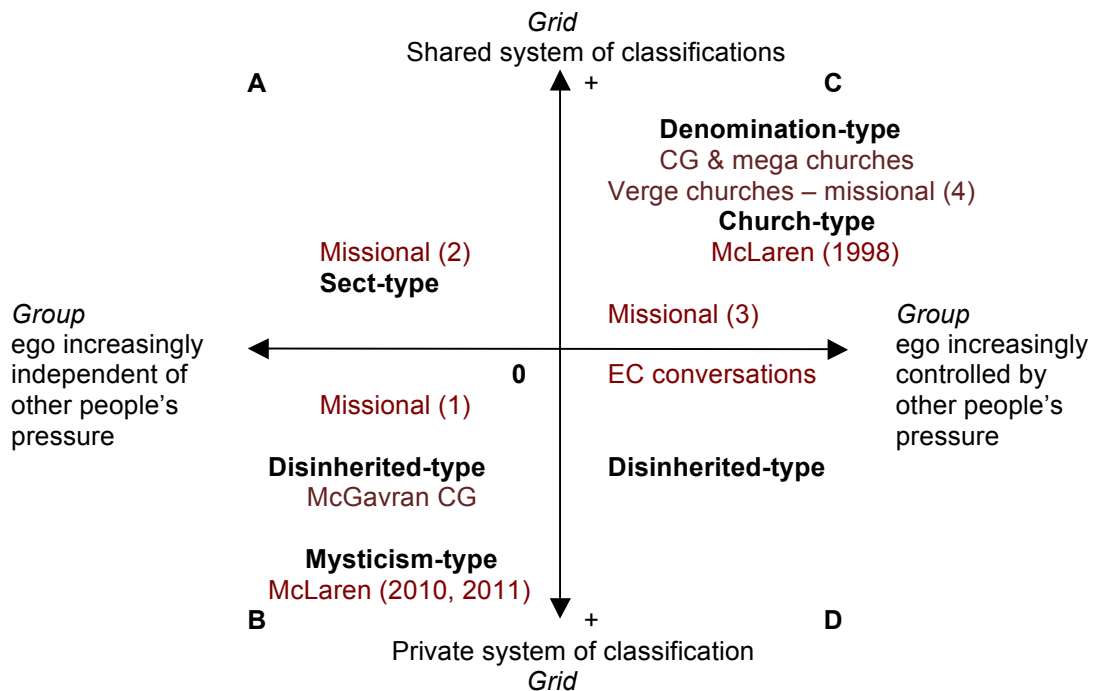 Grid
Shared system of classifications
A
+
C
Denomination-type
CG & mega churches
Verge churches – missional (4)
Church-type
McLaren (1998)
Missional (2)
Sect-type
Missional (3)
Group
ego increasingly
independent of
other people’s
pressure
Group
ego increasingly
controlled by
other people’s
pressure
0
EC conversations
Missional (1)
Disinherited-type
McGavran CG
Disinherited-type
Mysticism-type
McLaren (2010, 2011)
B
+
D
Private system of classification
Grid